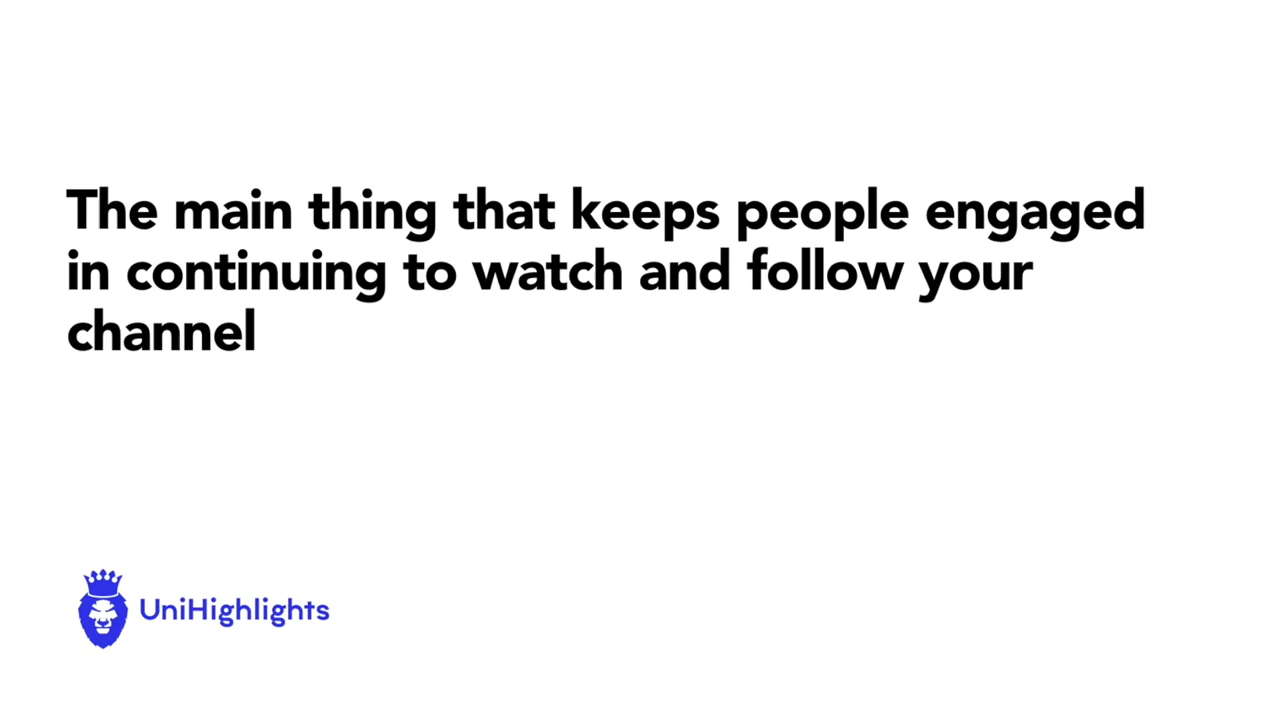 The main thing that keeps people engaged
in continuing to watch and follow your
channel
UniHighlights